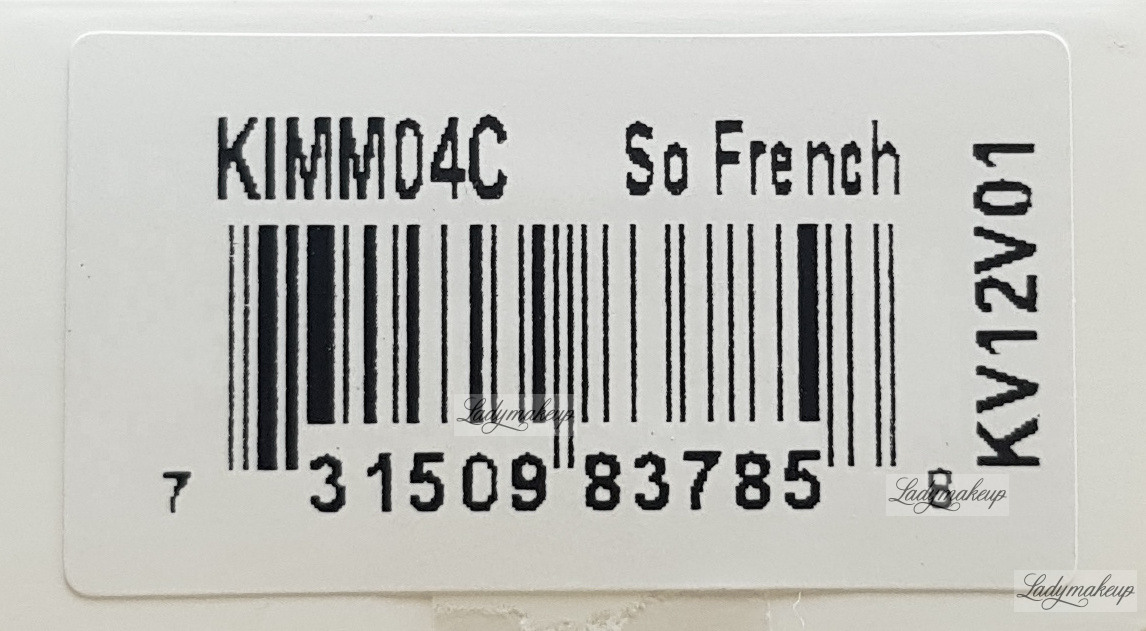 KIMM04C So French
KV12V01
7 31509 83785 8
Ladymakeup
Ladymakeup
Ladymakeup